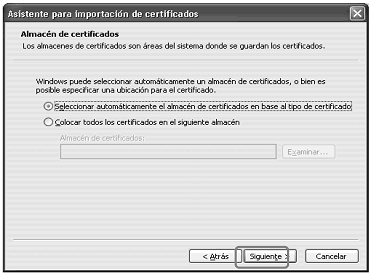 Asistente para importación de certificados
Almacén de certificados
Los almacenes de certificados son áreas del sistema donde se guardan los certificados.
Windows puede seleccionar automáticamente un almacén de certificados, o bien es
posible especificar una ubicación para el certificado.
Seleccionar automáticamente el almacén de certificados en base al tipo de certificado
Colocar todos los certificados en el siguiente almacén
Almacén de certificados:
Examinar...
< Atrás Siguiente > Cancelar